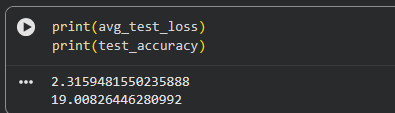 print(avg_test_loss)
print(test_accuracy)
2.3159481550235888
19.00826446280992